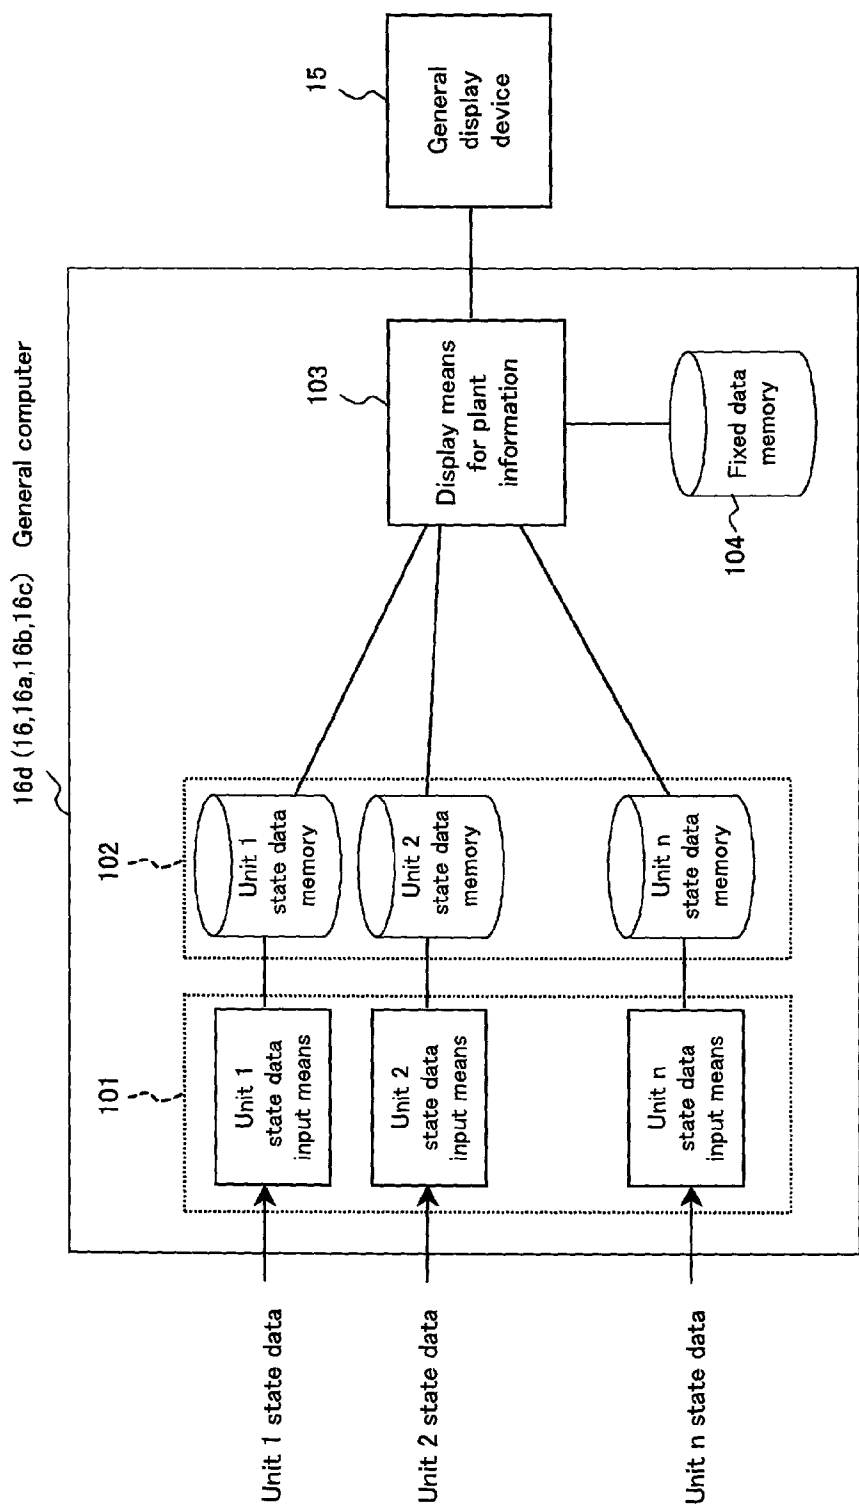 16d (16,16a,16b,16c) General computer
101
102
103
15
Unit 1 state data
Unit 1
state data
input means
Unit 1
state data
memory
Unit 2 state data
Unit 2
state data
input means
Unit 2
state data
memory
Display means
for plant
information
General
display
device
Unit n state data
Unit n
state data
input means
Unit n
state data
memory
104
Fixed data
memory